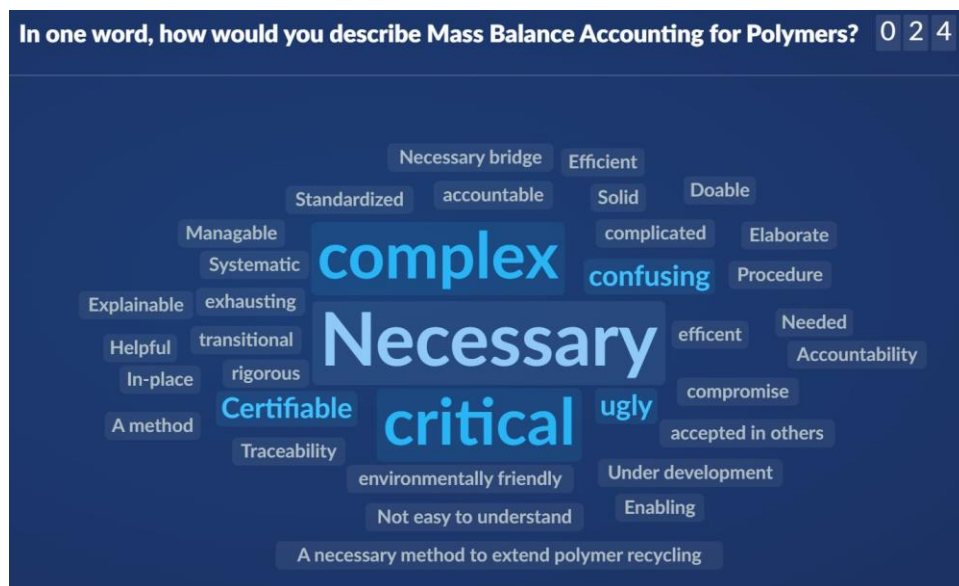 In one word, how would you describe Mass Balance Accounting for Polymers? 0 2 4
Necessary bridge
Efficient
Standardized
accountable
Solid
Doable
Managable
complex
complicated
Elaborate
Systematic
confusing
Procedure
Explainable
exhausting
Necessary
efficent
Needed
Helpful
transitional
Accountability
In-place
rigorous
compromise
Certifiable
critical
ugly
A method
accepted in others
Traceability
environmentally friendly
Under development
Not easy to understand
Enabling
A necessary method to extend polymer recycling